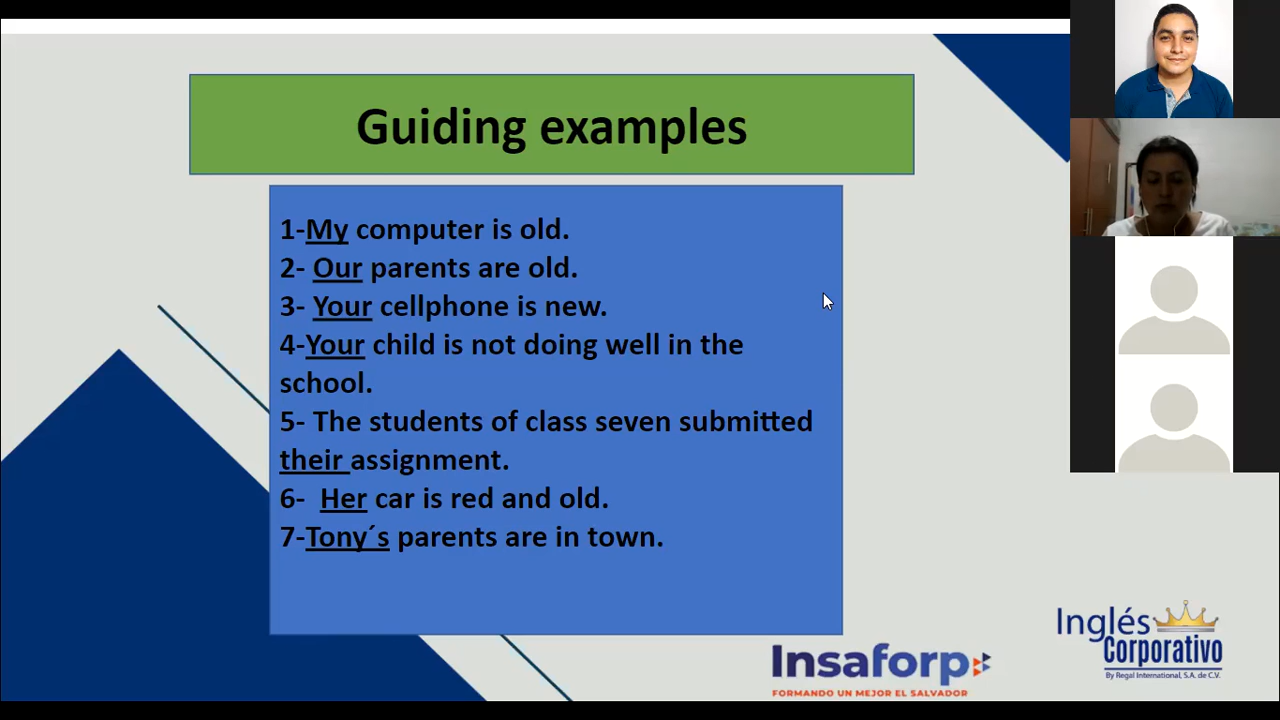 Guiding examples
1-My computer is old.
2- Our parents are old.
3- Your cellphone is new.
4-Your child is not doing well in the
school.
5- The students of class seven submitted
their assignment.
6-  Her car is red and old.
7-Tony´s parents are in town.
Insaforp
FORMANDO UN MEJOR EL SALVADOR
Inglés
Corporativo
By Regal International, S.A. de C.V.